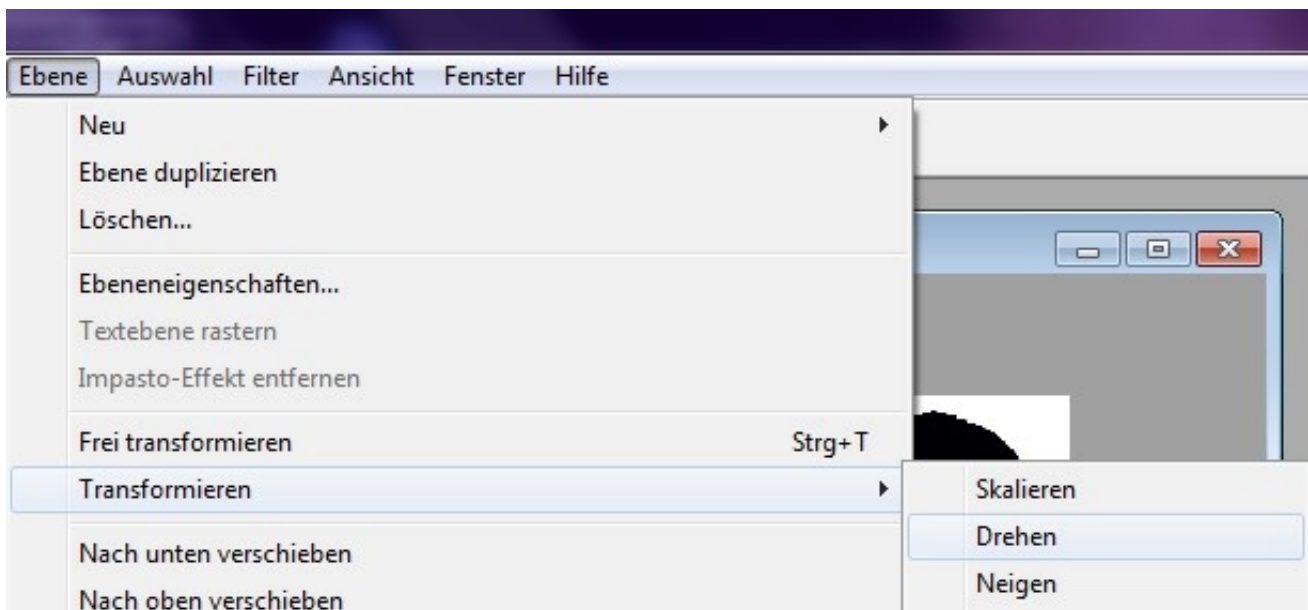 Ebene Auswahl Filter Ansicht Fenster Hilfe
Neu
Ebene duplizieren
Löschen...
Ebeneneigenschaften...
Textebene rastern
Impasto-Effekt entfernen
Frei transformieren Strg+T
Transformieren
Skalieren
Drehen
Neigen
Nach unten verschieben
Nach oben verschieben